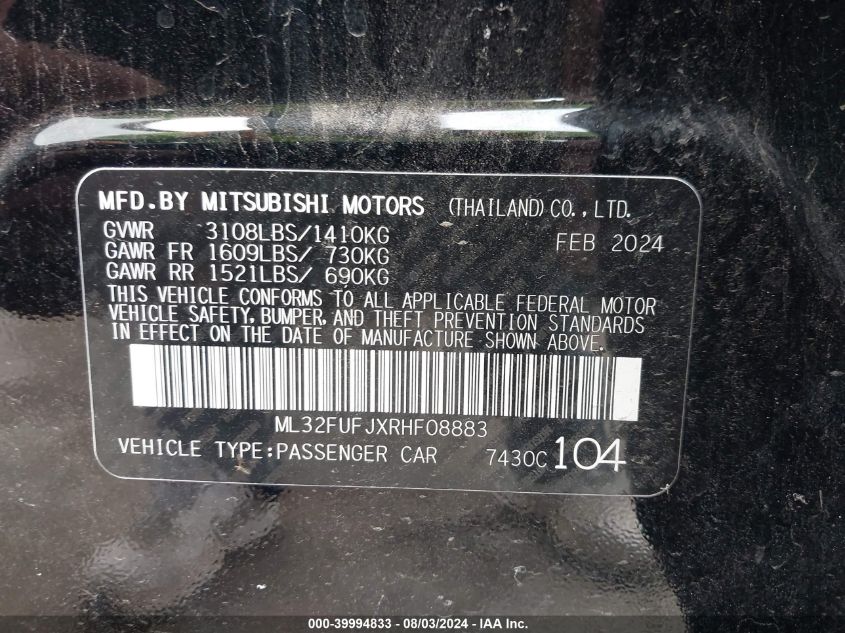 MFD.BY MITSUBISHI MOTORS (THAILAND) CO., LTD.
GVWR 3108LBS/1410KG FEB 2024
GAWR FR 1609LBS/ 730KG
GAWR RR 1521LBS/ 690KG
THIS VEHICLE CONFORMS TO ALL APPLICABLE FEDERAL MOTOR
VEHICLE SAFETY, BUMPER, AND THEFT PREVENTION STANDARDS
IN EFFECT ON THE DATE OF MANUFACTURE SHOWN ABOVE.
ML32FUFJXRHF08883
VEHICLE TYPE:PASSENGER CAR 7430C 104
000-39994833 - 08/03/2024 - IAA Inc.